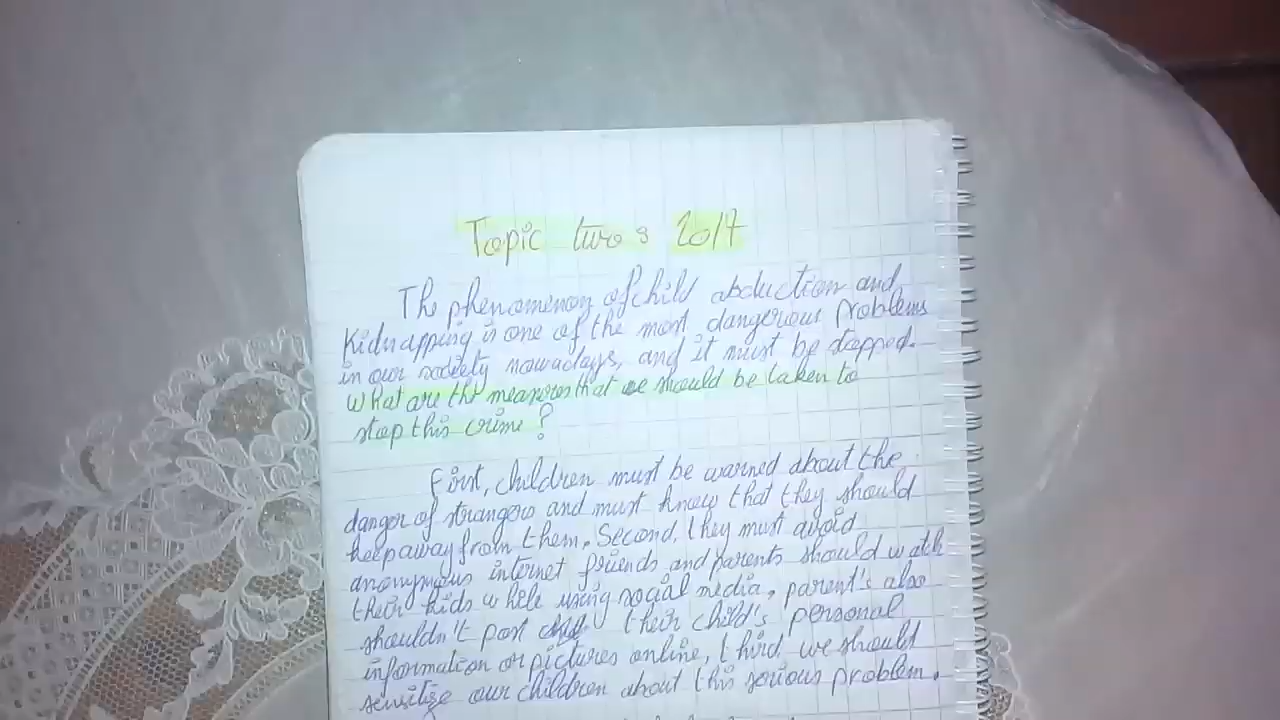 Topic two : 2017
The phenomenon of child abduction and
Kidnapping is one of the most dangerous problems
in our society nowadays, and it must be stopped.
what are the measures that we should be taken to
stop this crime?
First, children must be warned about the
danger of strangers and must know that they should
keep away from them. Second, they must avoid
anonymous internet friends and parents should watch
their kids while using social media, parent's also
shouldn't post their child's personal
information or pictures online, third we should
sensitize our children about this serious problem.